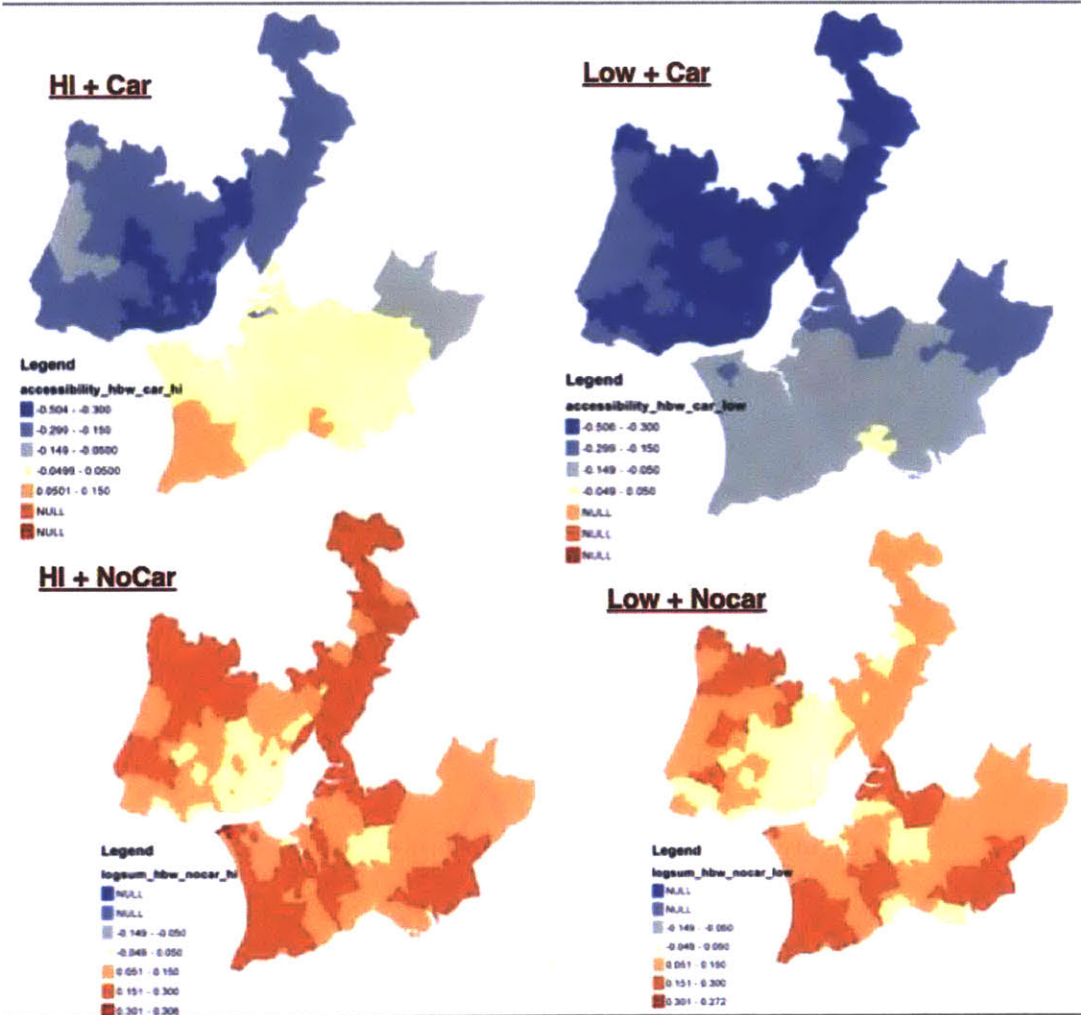 HI + Car
Low + Car
Legend
accessibility_hbw_car_hi
-0.504 - -0.300
-0.299 - -0.150
-0.149 - -0.0500
-0.0499 - 0.0500
0.0501 - 0.150
NULL
NULL
Legend
accessibility_hbw_car_low
-0.506 - -0.300
-0.299 - -0.150
-0.149 - -0.050
-0.049 - 0.050
NULL
NULL
NULL
HI + NoCar
Low + Nocar
Legend
logsum_hbw_nocar_hi
NULL
NULL
-0.149 - -0.050
-0.049 - 0.050
0.051 - 0.150
0.151 - 0.300
0.301 - 0.308
Legend
logsum_hbw_nocar_low
NULL
NULL
-0.149 - -0.050
-0.049 - 0.050
0.051 - 0.150
0.151 - 0.300
0.301 - 0.272